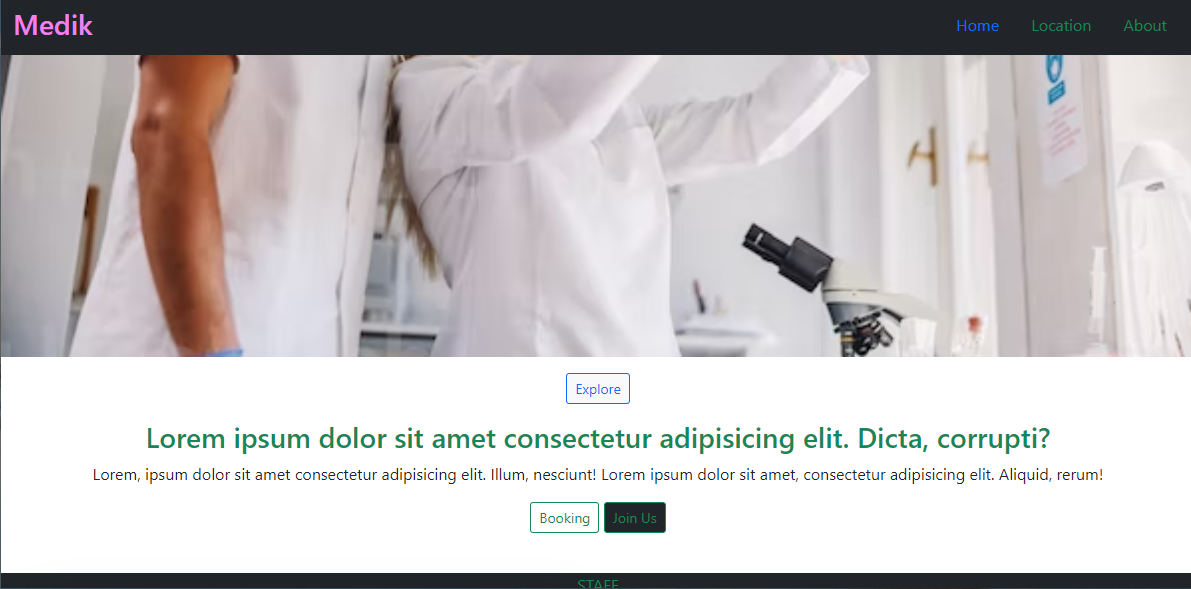 Medik
Home Location About
Explore
Lorem ipsum dolor sit amet consectetur adipisicing elit. Dicta, corrupti?
Lorem, ipsum dolor sit amet consectetur adipisicing elit. Illum, nesciunt! Lorem ipsum dolor sit amet, consectetur adipisicing elit. Aliquid, rerum!
Booking Join Us
STAFF